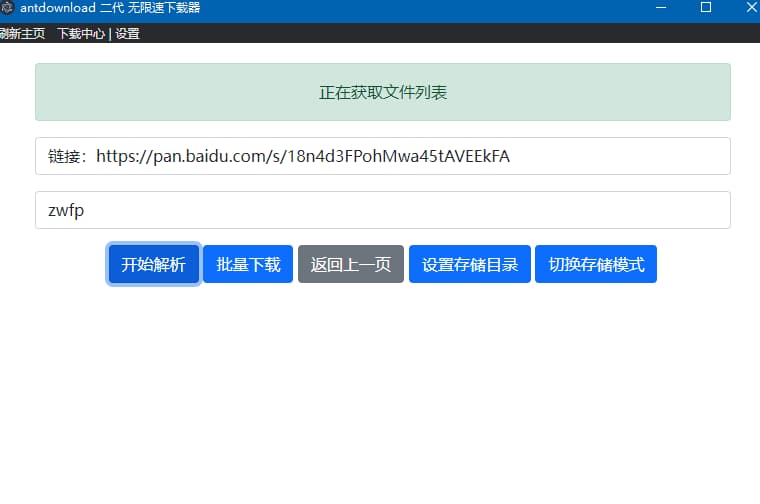 antdownload 二代 无限速下载器
刷新主页 下载中心 | 设置
正在获取文件列表
链接：https://pan.baidu.com/s/18n4d3FPohMwa45tAVEEkFA
zwfp
开始解析 批量下载 返回上一页 设置存储目录 切换存储模式